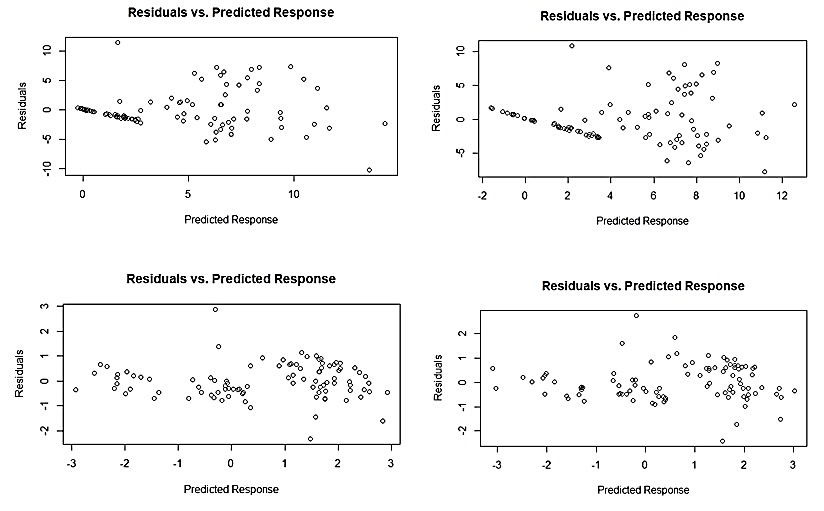 Residuals vs. Predicted Response
Residuals
10
5
0
-5
-10
0 5 10
Predicted Response
Residuals vs. Predicted Response
Residuals
10
5
0
-5
-2 0 2 4 6 8 10 12
Predicted Response
Residuals vs. Predicted Response
Residuals
3
2
1
0
-1
-2
-3 -2 -1 0 1 2 3
Predicted Response
Residuals vs. Predicted Response
Residuals
2
1
0
-1
-2
-3 -2 -1 0 1 2 3
Predicted Response